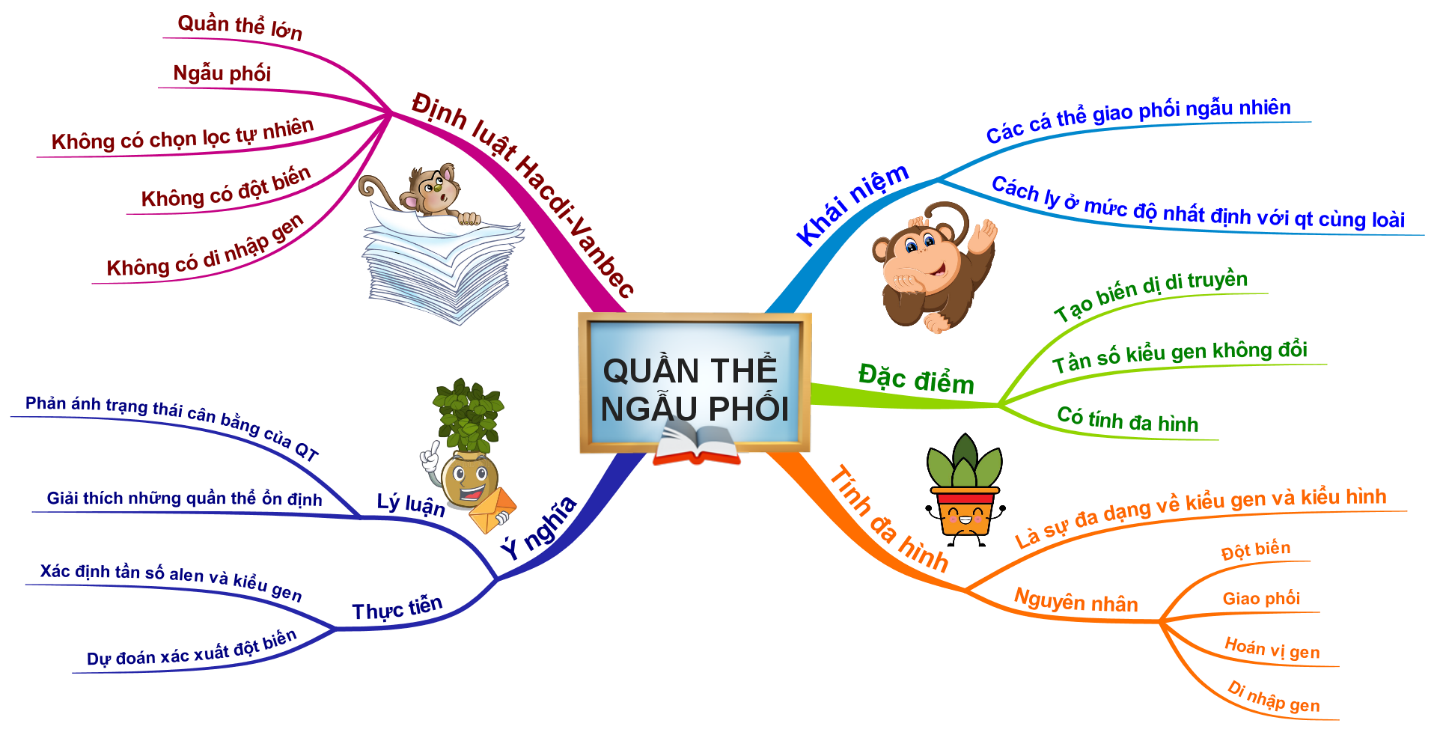 QUẦN THỂ
NGẪU PHỐI
Khái niệm
Các cá thể giao phối ngẫu nhiên
Cách ly ở mức độ nhất định với qt cùng loài
Đặc điểm
Tạo biến dị di truyền
Tần số kiểu gen không đổi
Có tính đa hình
Tính đa hình
Là sự đa dạng về kiểu gen và kiểu hình
Nguyên nhân
Đột biến
Giao phối
Hoán vị gen
Di nhập gen
Ý nghĩa
Lý luận
Phản ánh trạng thái cân bằng của QT
Giải thích những quần thể ổn định
Thực tiễn
Xác định tần số alen và kiểu gen
Dự đoán xác xuất đột biến
Định luật Hacdi-Vanbec
Quần thể lớn
Ngẫu phối
Không có chọn lọc tự nhiên
Không có đột biến
Không có di nhập gen